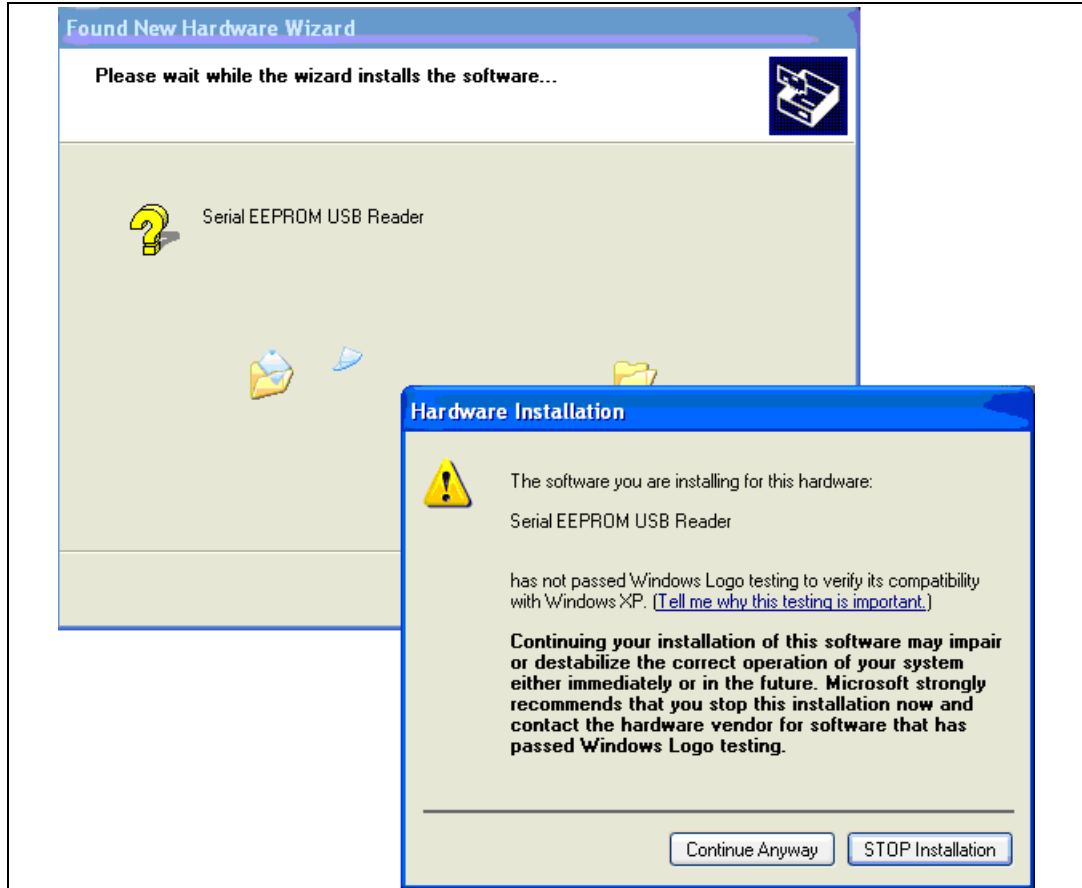 Found New Hardware Wizard
Please wait while the wizard installs the software...
Serial EEPROM USB Reader
Hardware Installation
The software you are installing for this hardware:
Serial EEPROM USB Reader
has not passed Windows Logo testing to verify its compatibility
with Windows XP. (Tell me why this testing is important.)
Continuing your installation of this software may impair
or destabilize the correct operation of your system
either immediately or in the future. Microsoft strongly
recommends that you stop this installation now and
contact the hardware vendor for software that has
passed Windows Logo testing.
Continue Anyway
STOP Installation